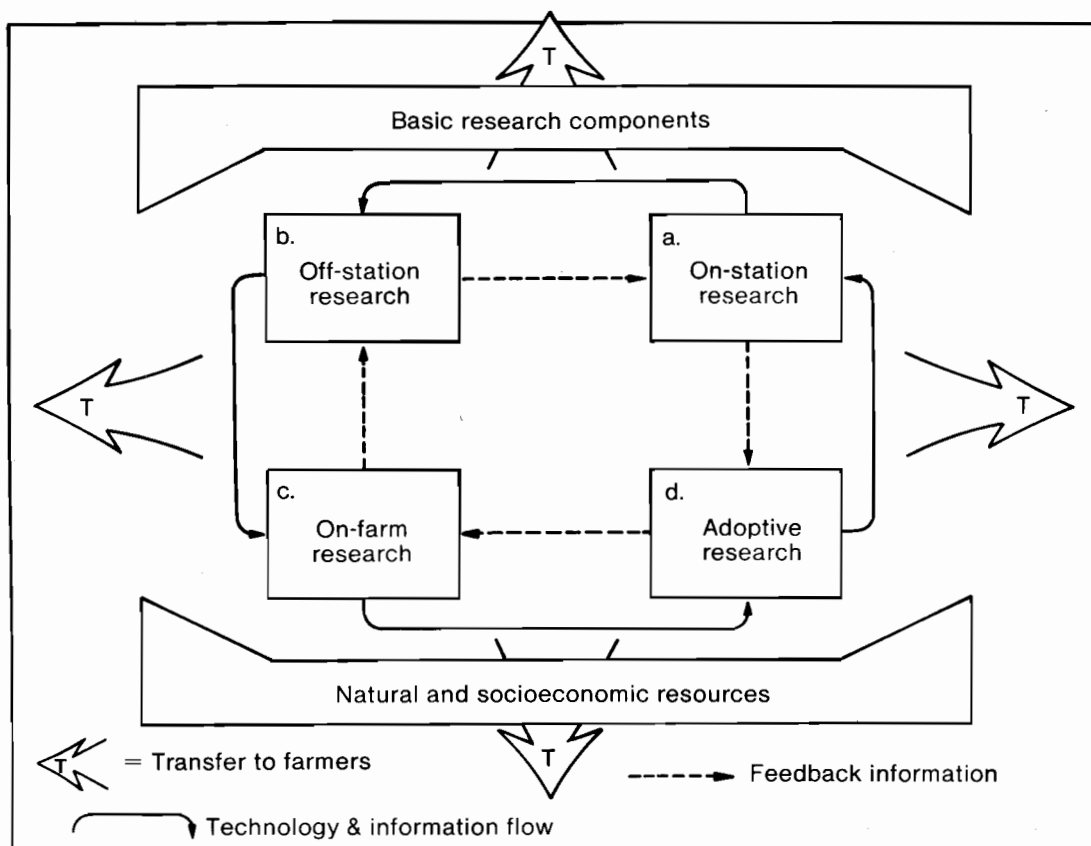 T
Basic research components
b.
Off-station
research
a.
On-station
research
T
T
c.
On-farm
research
d.
Adoptive
research
Natural and socioeconomic resources
T
T = Transfer to farmers
Feedback information
Technology & information flow